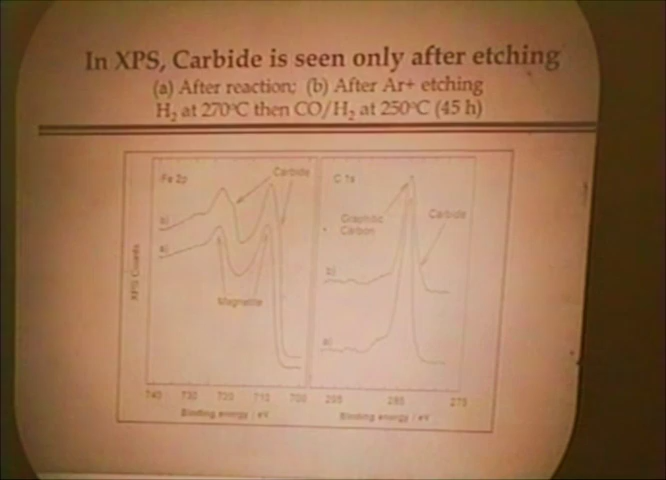 In XPS, Carbide is seen only after etching
(a) After reaction; (b) After Ar+ etching
H₂ at 270°C then CO/H₂ at 250°C (45 h)
Fe 2p
Carbide
b)
a)
Magnetite
XPS Counts
740 730 720 710 700
Binding energy / eV
C 1s
Graphitic
Carbon
Carbide
b)
a)
295 285 275
Binding energy / eV